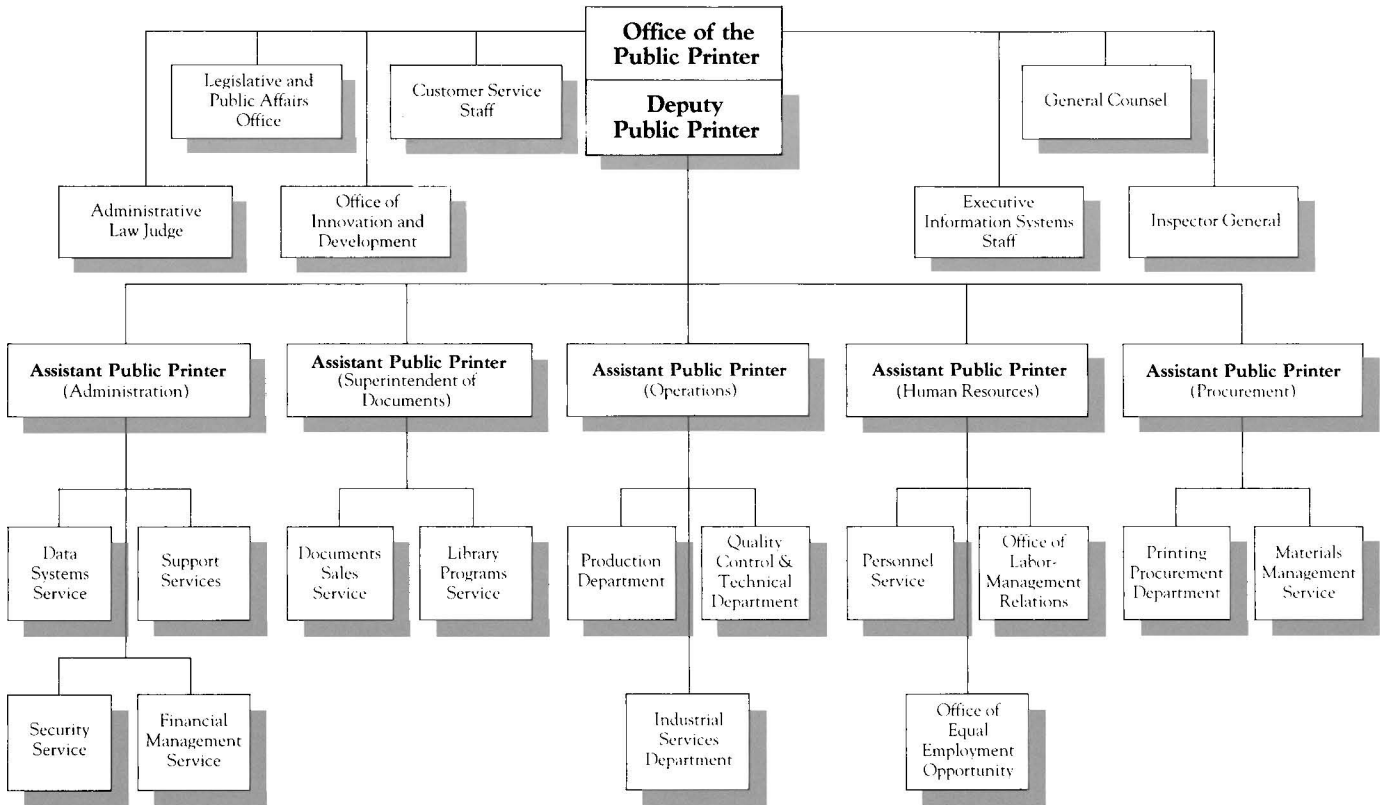 Office of the
Public Printer
Deputy
Public Printer
Legislative and
Public Affairs
Office
Customer Service
Staff
General Counsel
Administrative
Law Judge
Office of
Innovation and
Development
Executive
Information Systems
Staff
Inspector General
Assistant Public Printer
(Administration)
Assistant Public Printer
(Superintendent of
Documents)
Assistant Public Printer
(Operations)
Assistant Public Printer
(Human Resources)
Assistant Public Printer
(Procurement)
Data
Systems
Service
Support
Services
Documents
Sales
Service
Library
Programs
Service
Production
Department
Quality
Control &
Technical
Department
Personnel
Service
Office of
Labor-
Management
Relations
Printing
Procurement
Department
Materials
Management
Service
Security
Service
Financial
Management
Service
Industrial
Services
Department
Office of
Equal
Employment
Opportunity